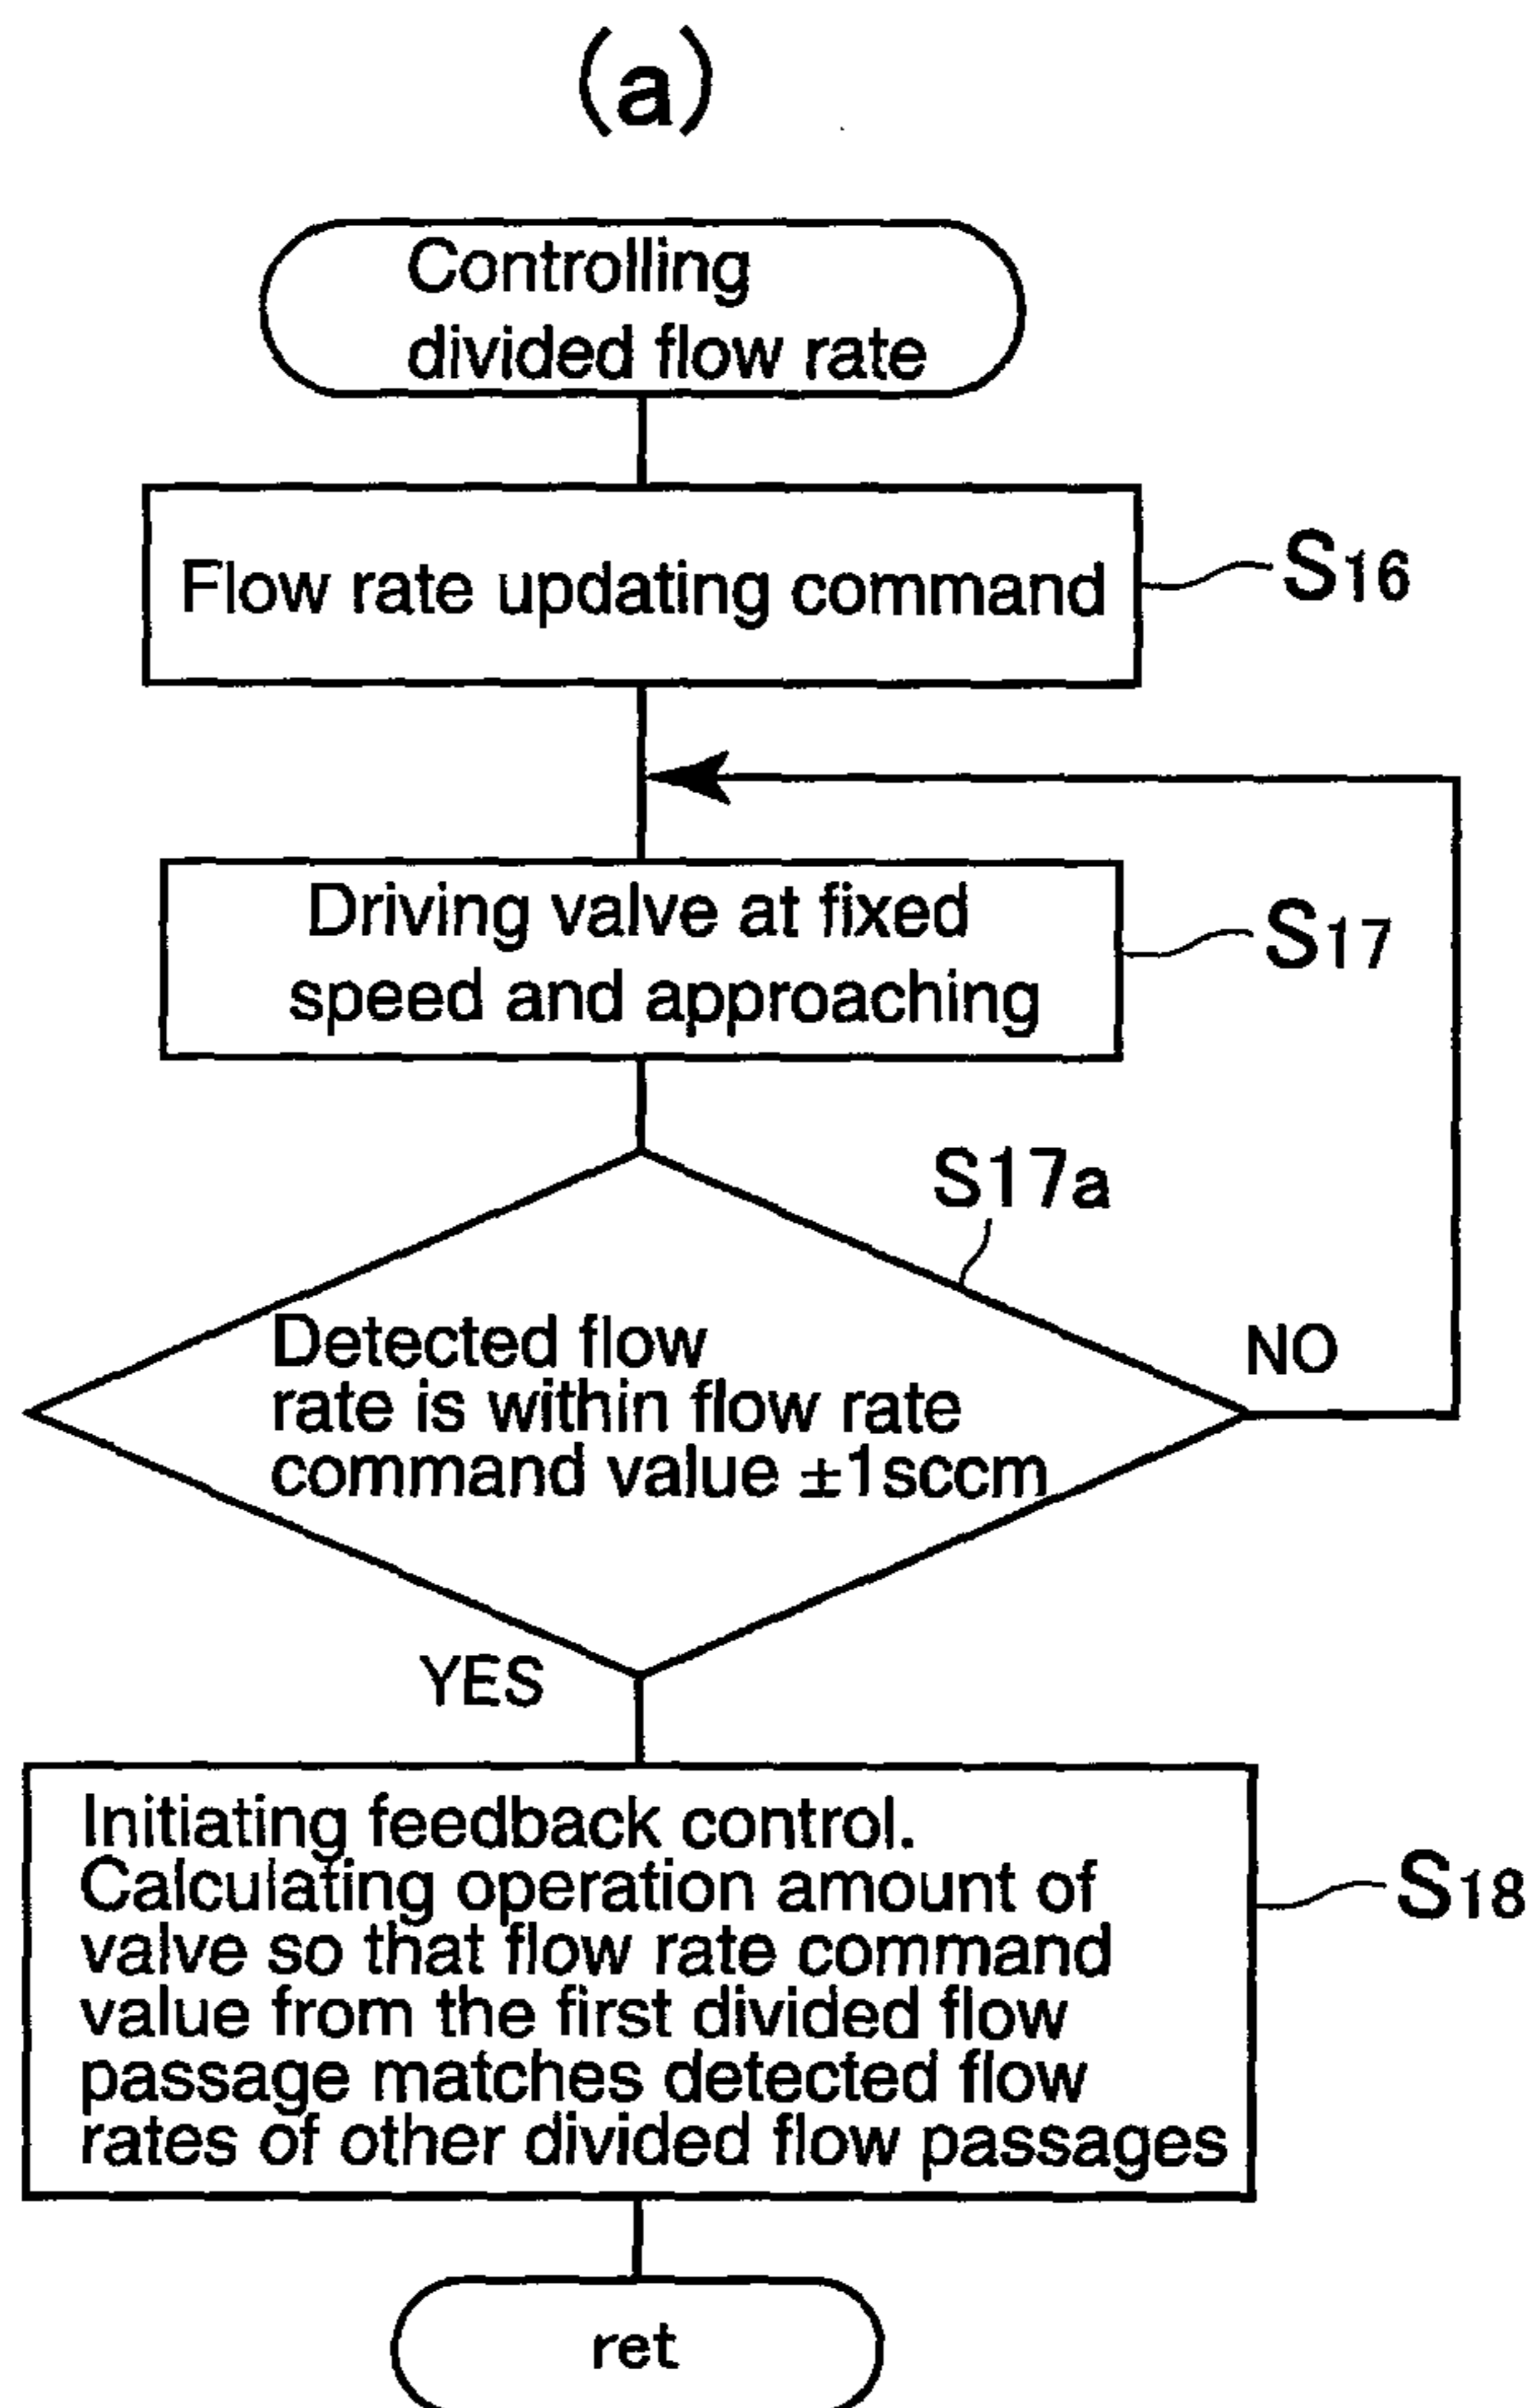 (a)
Controlling
divided flow rate
Flow rate updating command
S16
Driving valve at fixed
speed and approaching
S17
S17a
Detected flow
rate is within flow rate
command value ±1sccm
NO
YES
Initiating feedback control.
Calculating operation amount of
valve so that flow rate command
value from the first divided flow
passage matches detected flow
rates of other divided flow passages
S18
ret